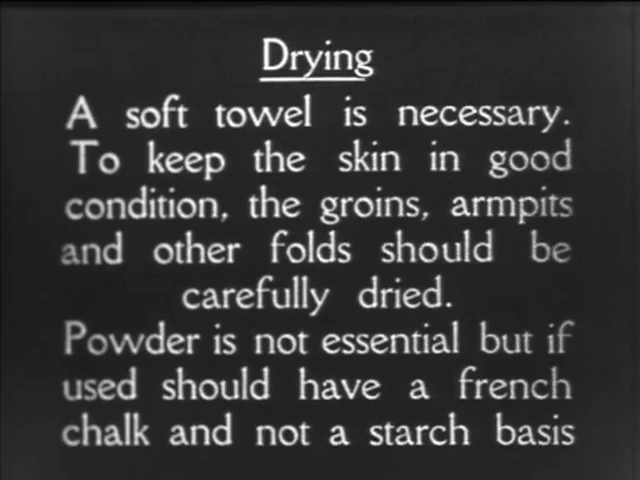 Drying
A soft towel is necessary.
To keep the skin in good
condition, the groins, armpits
and other folds should be
carefully dried.
Powder is not essential but if
used should have a french
chalk and not a starch basis